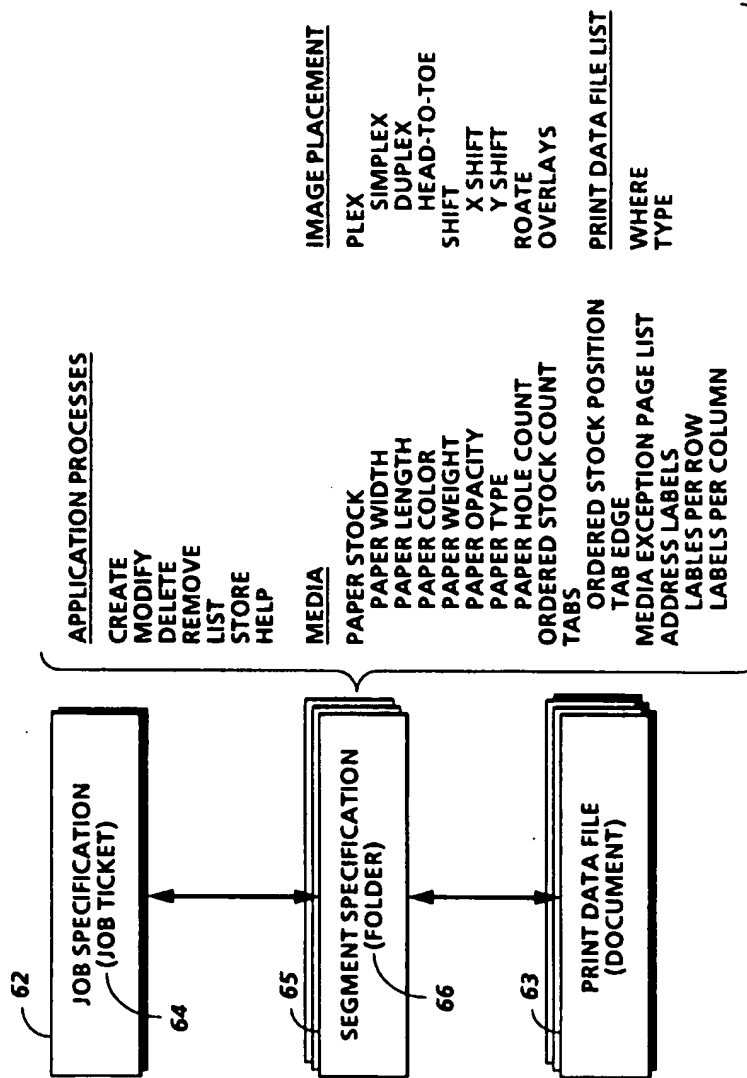 62
JOB SPECIFICATION
(JOB TICKET)
64
65
SEGMENT SPECIFICATION
(FOLDER)
66
63
PRINT DATA FILE
(DOCUMENT)
APPLICATION PROCESSES
CREATE
MODIFY
DELETE
REMOVE
LIST
STORE
HELP
MEDIA
PAPER STOCK
PAPER WIDTH
PAPER LENGTH
PAPER COLOR
PAPER WEIGHT
PAPER OPACITY
PAPER TYPE
PAPER HOLE COUNT
ORDERED STOCK COUNT
TABS
ORDERED STOCK POSITION
TAB EDGE
MEDIA EXCEPTION PAGE LIST
ADDRESS LABELS
LABLES PER ROW
LABELS PER COLUMN
IMAGE PLACEMENT
PLEX
SIMPLEX
DUPLEX
HEAD-TO-TOE
SHIFT
X SHIFT
Y SHIFT
ROATE
OVERLAYS
PRINT DATA FILE LIST
WHERE
TYPE